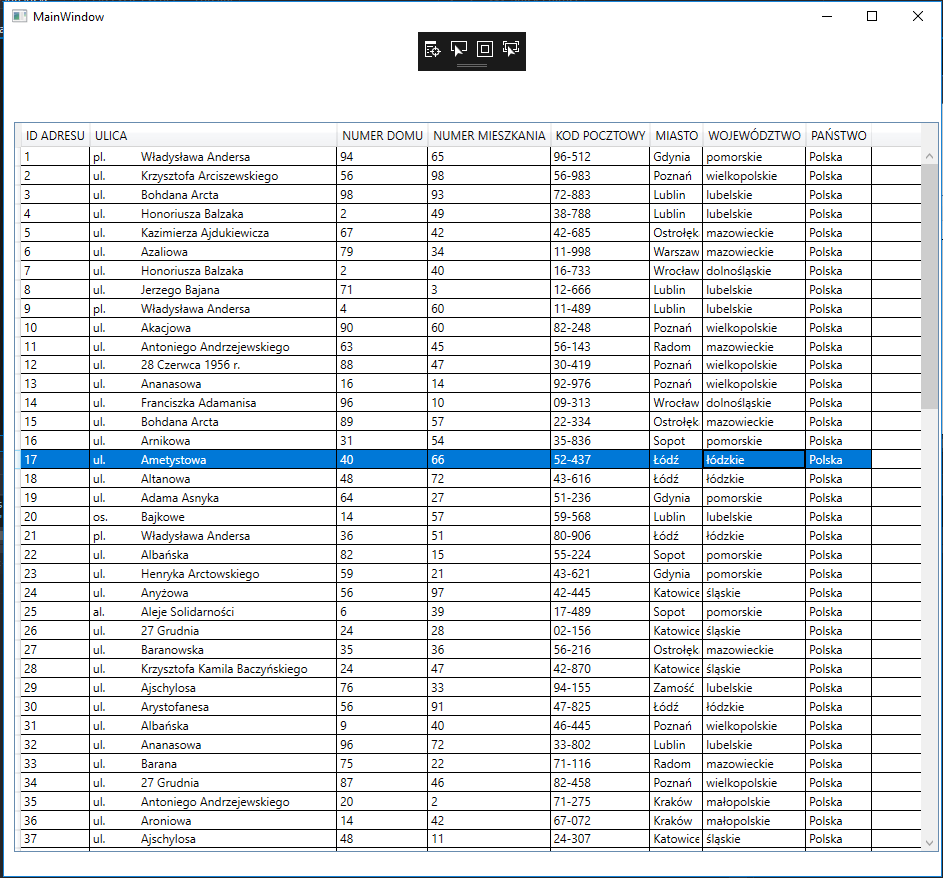 MainWindow
ID ADRESU ULICA NUMER DOMU NUMER MIESZKANIA KOD POCZTOWY MIASTO WOJEWÓDZTWO PAŃSTWO
1 pl. Władysława Andersa 94 65 96-512 Gdynia pomorskie Polska
2 ul. Krzysztofa Arciszewskiego 56 98 56-983 Poznań wielkopolskie Polska
3 ul. Bohdana Arcta 98 93 72-883 Lublin lubelskie Polska
4 ul. Honoriusza Balzaka 2 49 38-788 Lublin lubelskie Polska
5 ul. Kazimierza Ajdukiewicza 67 42 42-685 Ostrołęk mazowieckie Polska
6 ul. Azaliowa 79 34 11-998 Warszaw mazowieckie Polska
7 ul. Honoriusza Balzaka 2 40 16-733 Wrocław dolnośląskie Polska
8 ul. Jerzego Bajana 71 3 12-666 Lublin lubelskie Polska
9 pl. Władysława Andersa 4 60 11-489 Lublin lubelskie Polska
10 ul. Akacjowa 90 60 82-248 Poznań wielkopolskie Polska
11 ul. Antoniego Andrzejewskiego 63 45 56-143 Radom mazowieckie Polska
12 ul. 28 Czerwca 1956 r. 88 47 30-419 Poznań wielkopolskie Polska
13 ul. Ananasowa 16 14 92-976 Poznań wielkopolskie Polska
14 ul. Franciszka Adamanisa 96 10 09-313 Wrocław dolnośląskie Polska
15 ul. Bohdana Arcta 89 57 22-334 Ostrołęk mazowieckie Polska
16 ul. Arnikowa 31 54 35-836 Sopot pomorskie Polska
17 ul. Ametystowa 40 66 52-437 Łódź łódzkie Polska
18 ul. Altanowa 48 72 43-616 Łódź łódzkie Polska
19 ul. Adama Asnyka 64 27 51-236 Gdynia pomorskie Polska
20 os. Bajkowe 14 57 59-568 Lublin lubelskie Polska
21 pl. Władysława Andersa 36 51 80-906 Łódź łódzkie Polska
22 ul. Albańska 82 15 55-224 Sopot pomorskie Polska
23 ul. Henryka Arctowskiego 59 21 43-621 Gdynia pomorskie Polska
24 ul. Anyżowa 56 97 42-445 Katowice śląskie Polska
25 al. Aleje Solidarności 6 39 17-489 Sopot pomorskie Polska
26 ul. 27 Grudnia 24 28 02-156 Katowice śląskie Polska
27 ul. Baranowska 35 36 56-216 Ostrołęk mazowieckie Polska
28 ul. Krzysztofa Kamila Baczyńskiego 24 47 42-870 Katowice śląskie Polska
29 ul. Ajschylosa 76 33 94-155 Zamość lubelskie Polska
30 ul. Arystofanesa 56 91 47-825 Łódź łódzkie Polska
31 ul. Albańska 9 40 46-445 Poznań wielkopolskie Polska
32 ul. Ananasowa 96 72 33-802 Lublin lubelskie Polska
33 ul. Barana 75 22 71-116 Radom mazowieckie Polska
34 ul. 27 Grudnia 87 46 82-458 Poznań wielkopolskie Polska
35 ul. Antoniego Andrzejewskiego 20 2 71-275 Kraków małopolskie Polska
36 ul. Aroniowa 14 42 67-072 Kraków małopolskie Polska
37 ul. Ajschylosa 48 11 24-307 Katowice śląskie Polska